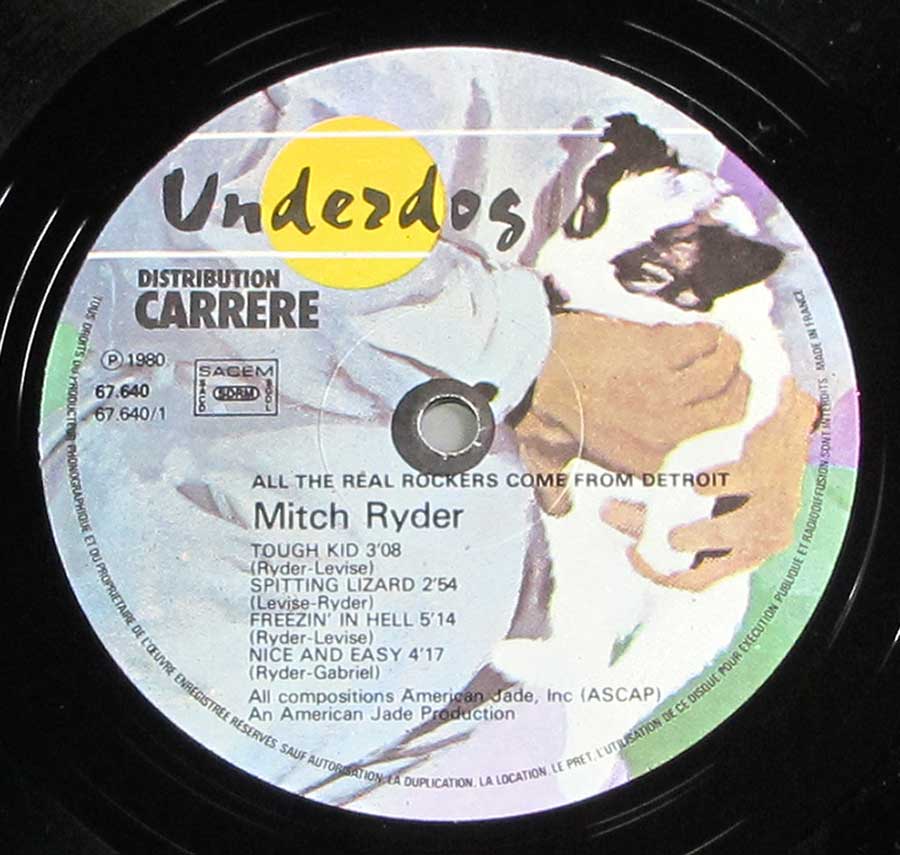 Underdog
DISTRIBUTION
CARRERE
℗ 1980
67.640
67.640/1
SACEM
SDRM
SACD
SGDL
ALL THE REAL ROCKERS COME FROM DETROIT
Mitch Ryder
TOUGH KID 3'08
(Ryder-Levise)
SPITTING LIZARD 2'54
(Levise-Ryder)
FREEZIN' IN HELL 5'14
(Ryder-Levise)
NICE AND EASY 4'17
(Ryder-Gabriel)
All compositions American Jade, Inc (ASCAP)
An American Jade Production
TOUS DROITS DU PRODUCTEUR PHONOGRAPHIQUE ET DU PROPRIETAIRE DE L'ŒUVRE ENREGISTREE RESERVES. SAUF AUTORISATION, LA DUPLICATION, LA LOCATION, LE PRET, L'UTILISATION DE CE DISQUE POUR EXECUTION PUBLIQUE ET RADIODIFFUSION SONT INTERDITS. MADE IN FRANCE